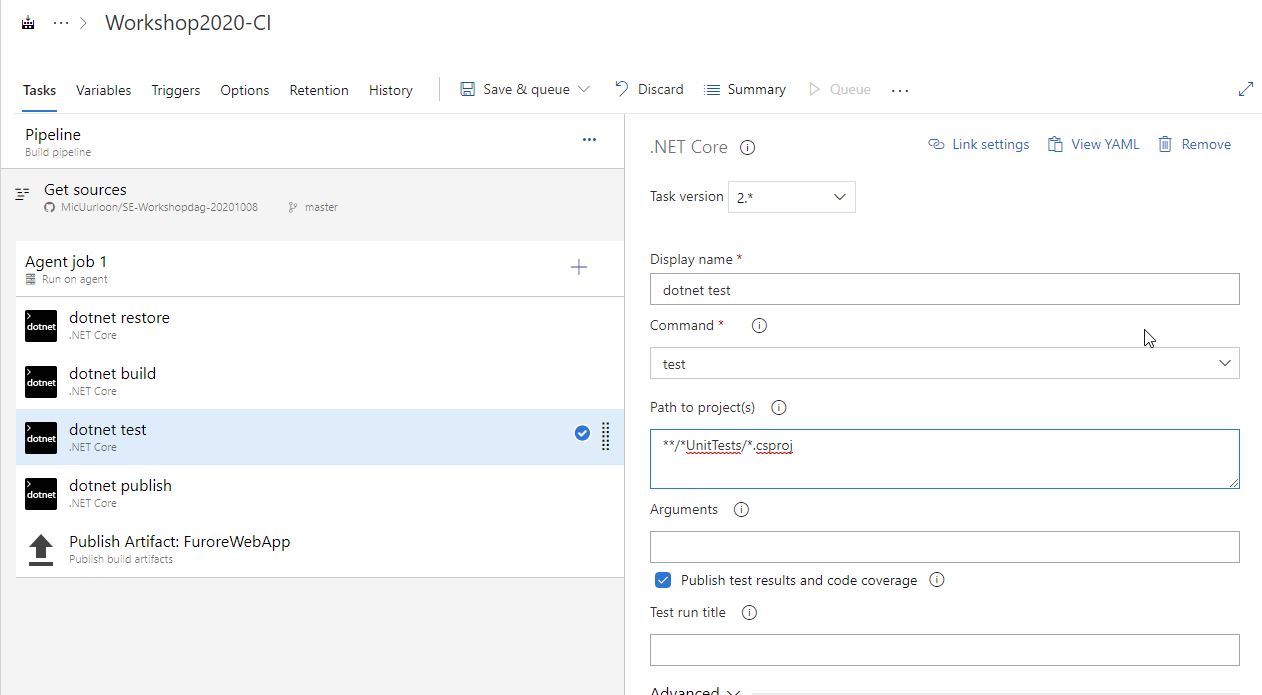 ··· > Workshop2020-CI
Tasks Variables Triggers Options Retention History Save & queue Discard Summary Queue ···
Pipeline ···
Build pipeline
Get sources
MicUurloon/SE-Workshopdag-20201008 master
Agent job 1 +
Run on agent
dotnet dotnet restore
.NET Core
dotnet dotnet build
.NET Core
dotnet dotnet test
.NET Core
dotnet dotnet publish
.NET Core
Publish Artifact: FuroreWebApp
Publish build artifacts
.NET Core Link settings View YAML Remove
Task version 2.*
Display name *
dotnet test
Command *
test
Path to project(s)
**/*UnitTests/*.csproj
Arguments
Publish test results and code coverage
Test run title
Advanced